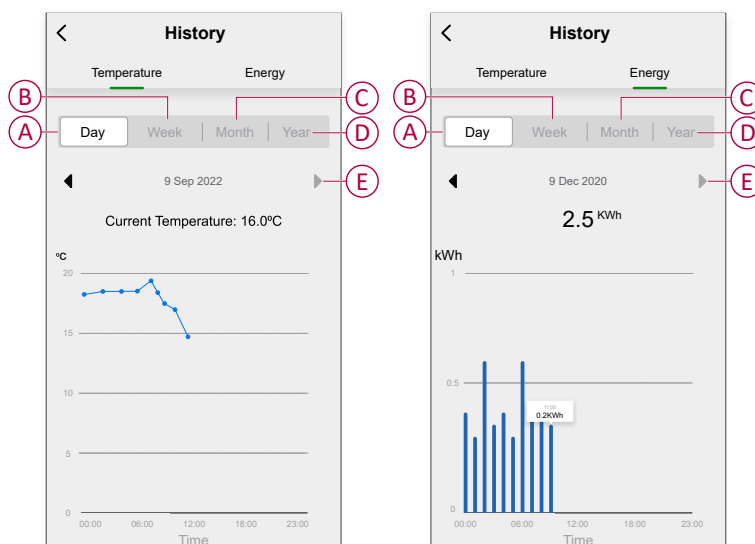 History
Temperature Energy
B
C
A
Day Week Month Year
D
9 Sep 2022
E
Current Temperature: 16.0ºC
ºC
20
15
10
5
0
00:00 06:00 12:00 18:00 23:00
Time
History
Temperature Energy
B
C
A
Day Week Month Year
D
9 Dec 2020
E
2.5 KWh
kWh
1
0.5
11:00
0.2KWh
0
00:00 06:00 12:00 18:00 23:00
Time